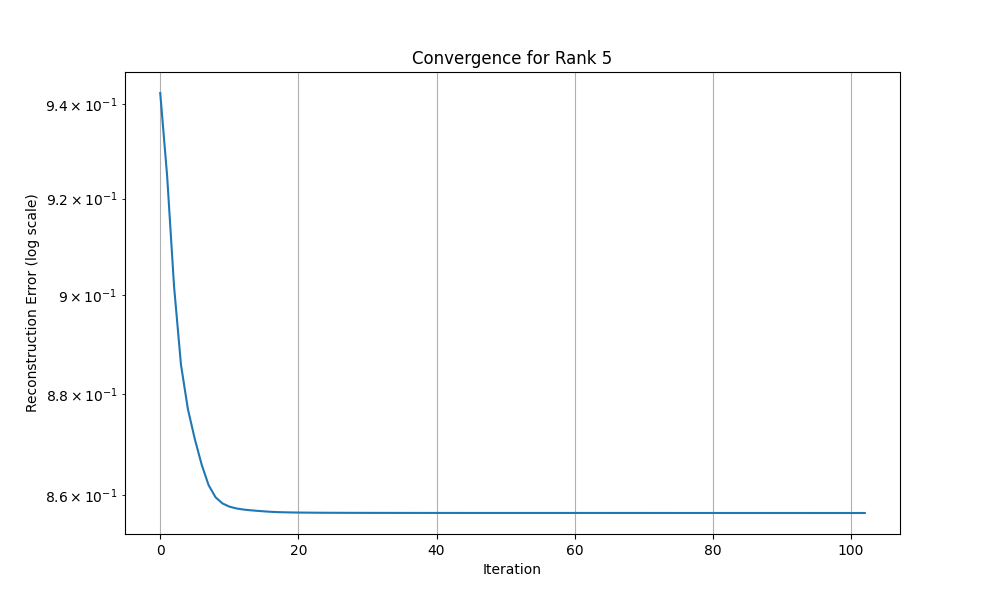 Convergence for Rank 5
Reconstruction Error (log scale)
9.4 × 10⁻¹
9.2 × 10⁻¹
9 × 10⁻¹
8.8 × 10⁻¹
8.6 × 10⁻¹
0 20 40 60 80 100
Iteration